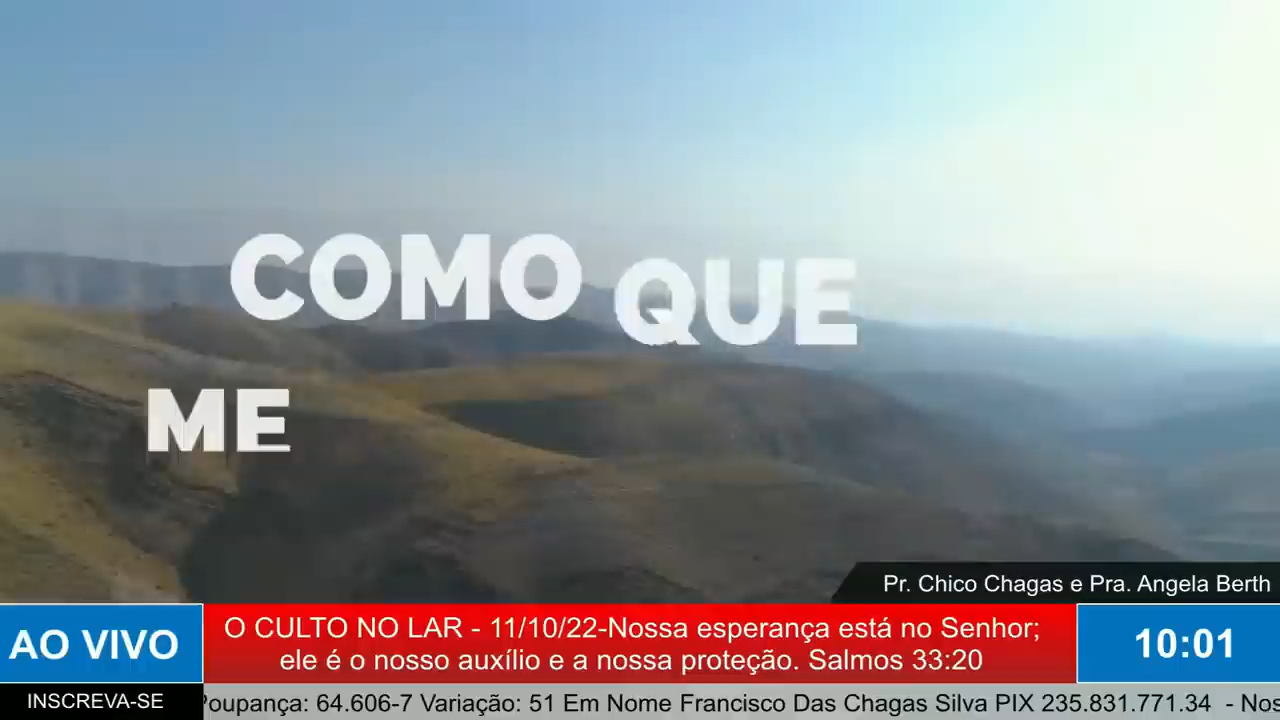 COMO QUE
ME
Pr. Chico Chagas e Pra. Angela Berth
AO VIVO
O CULTO NO LAR - 11/10/22-Nossa esperança está no Senhor;
ele é o nosso auxílio e a nossa proteção. Salmos 33:20
10:01
INSCREVA-SE
Poupança: 64.606-7 Variação: 51 Em Nome Francisco Das Chagas Silva PIX 235.831.771.34 - Nos